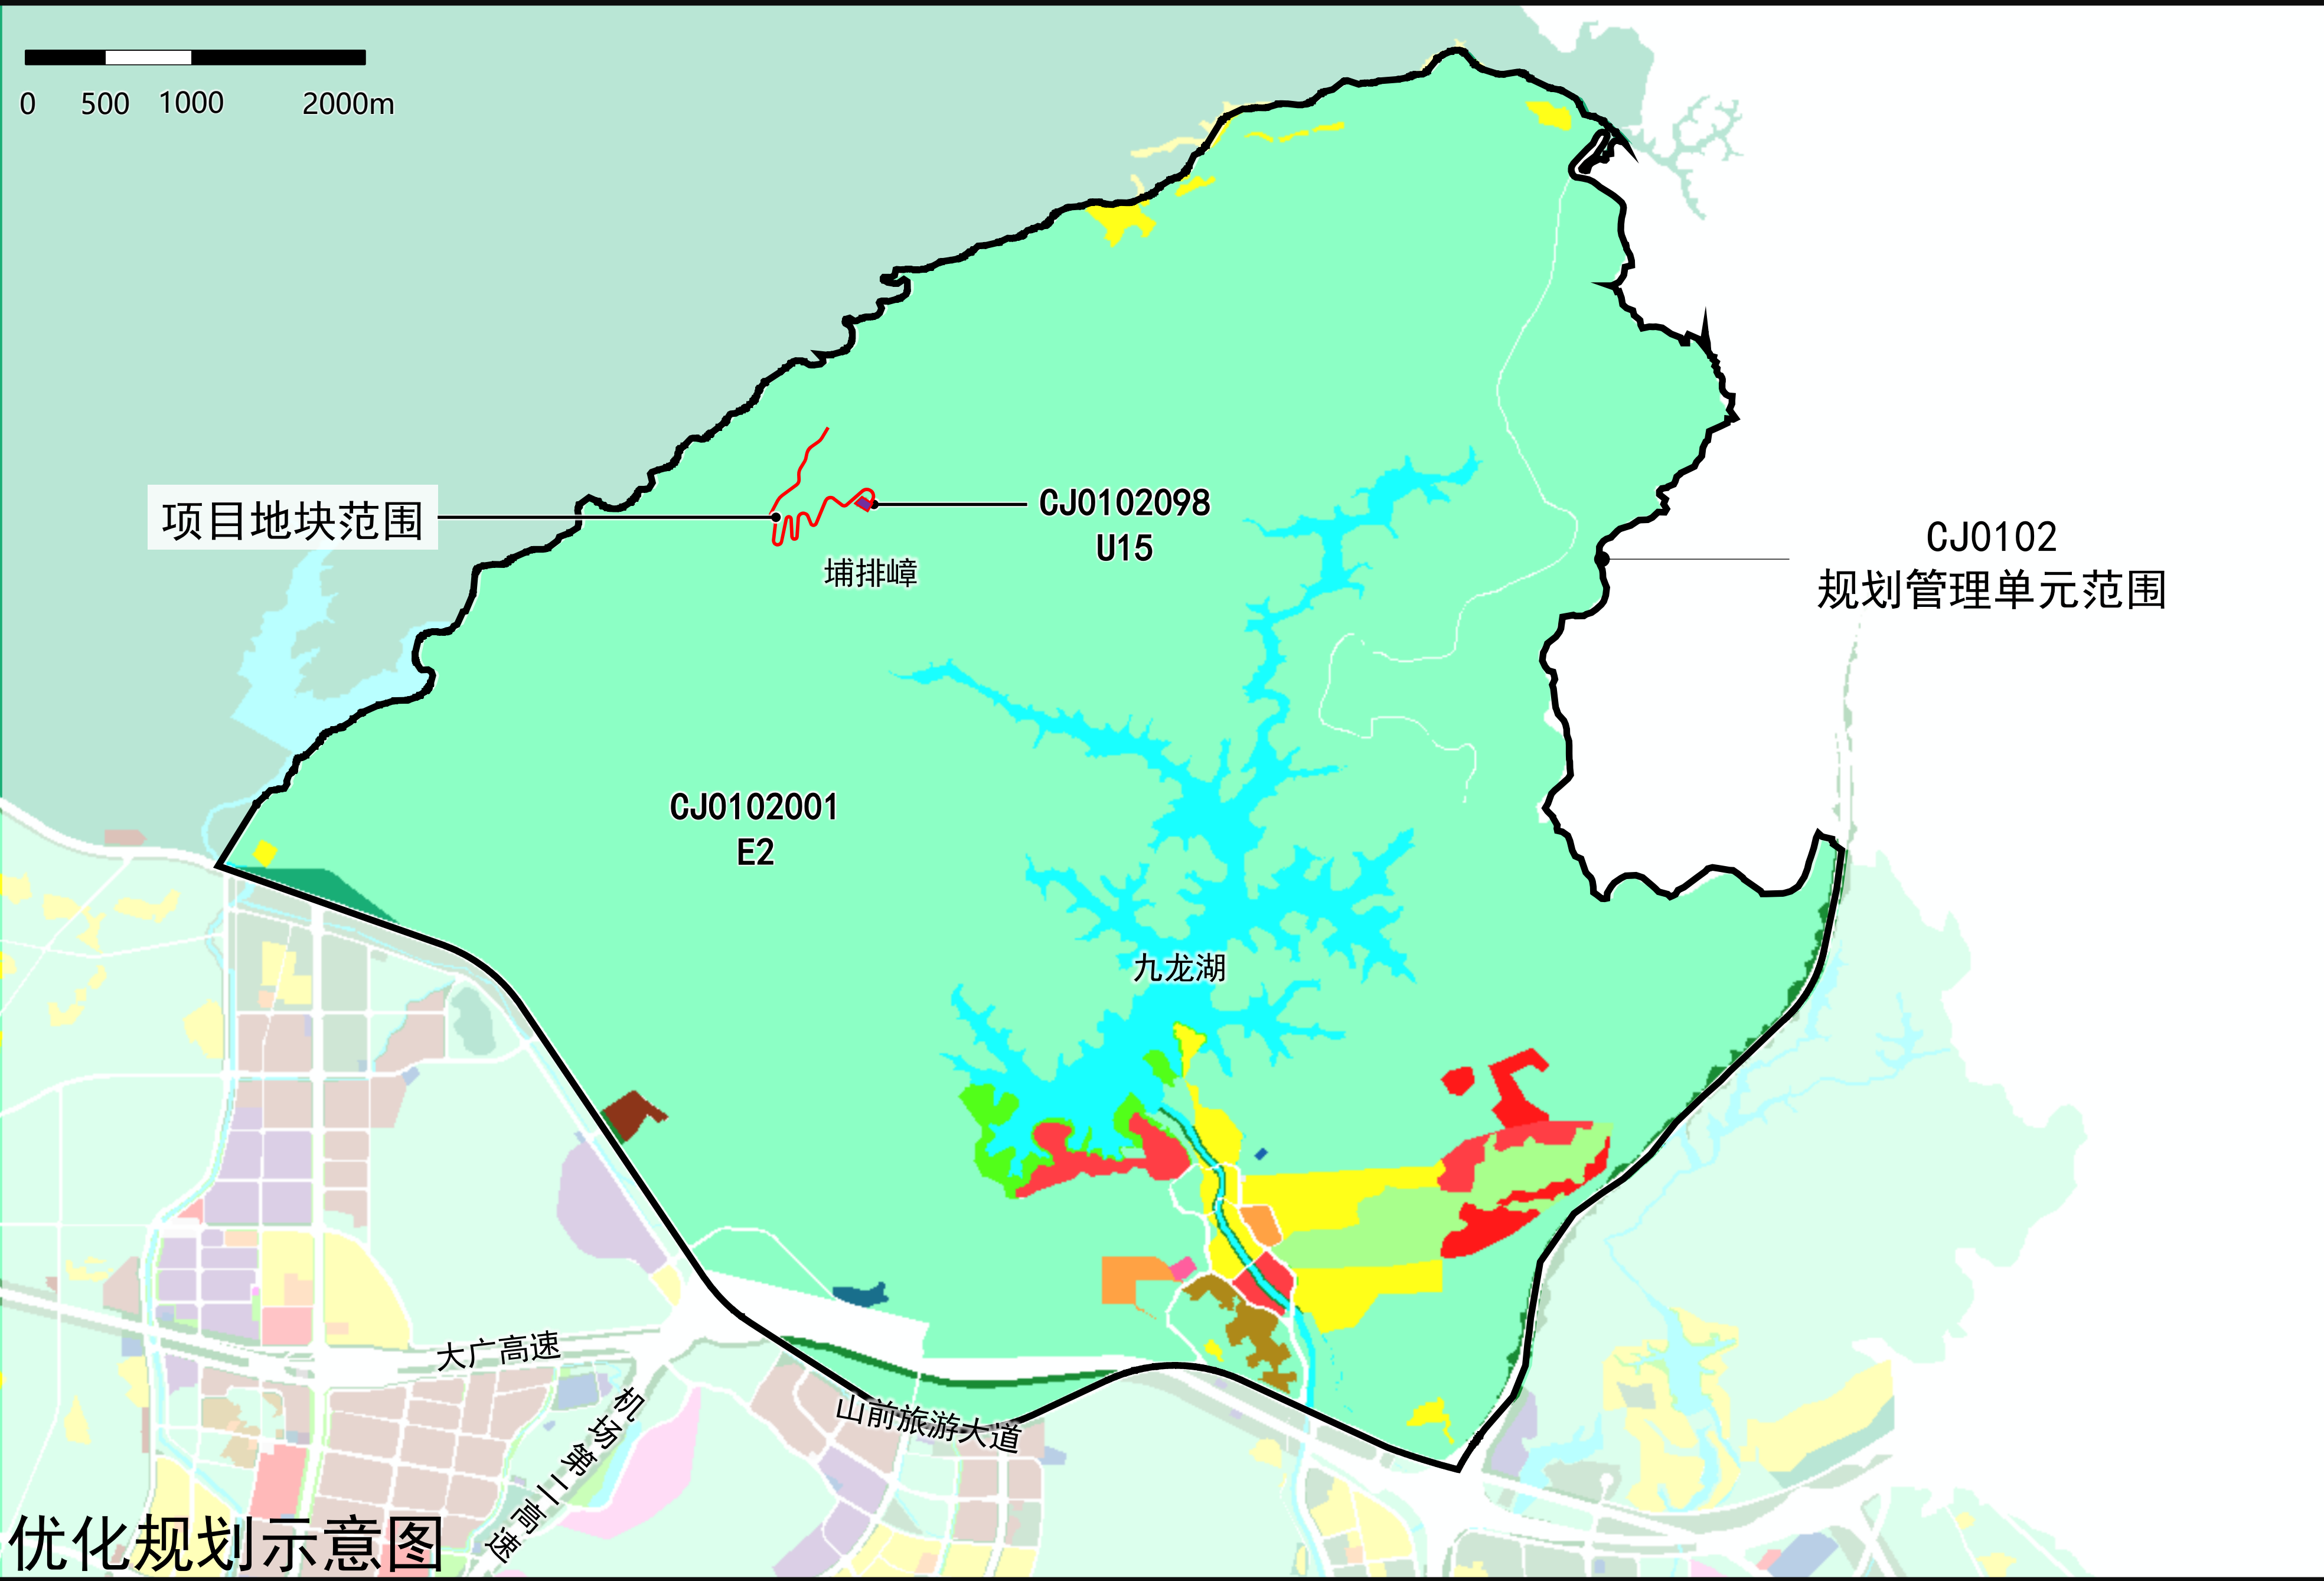 0 500 1000 2000m
项目地块范围
CJ0102098
U15
埔排嶂
CJ0102
规划管理单元范围
CJ0102001
E2
九龙湖
大广高速
机场第二高速
山前旅游大道
优化规划示意图